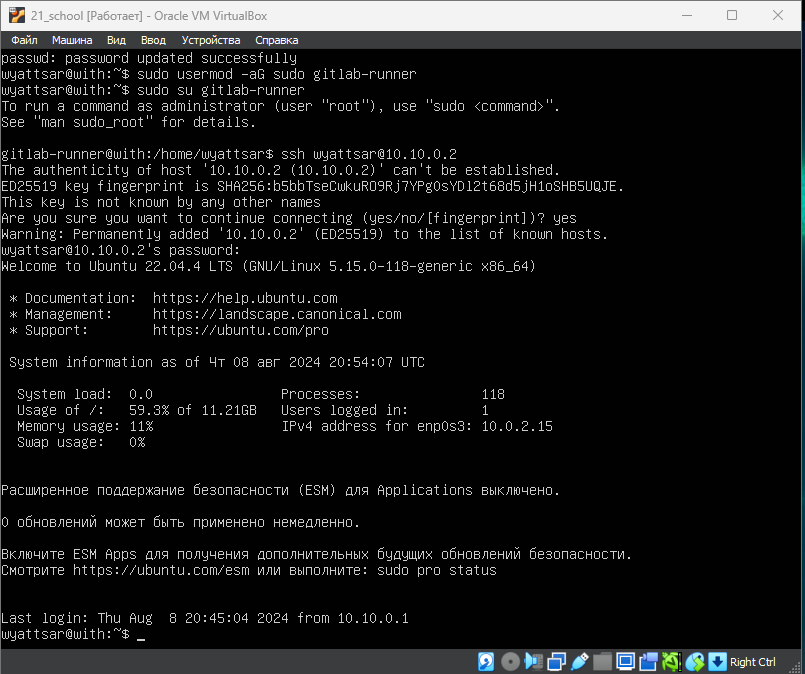 21_school [Работает] - Oracle VM VirtualBox
Файл Машина Вид Ввод Устройства Справка
passwd: password updated successfully
wyattsar@with:~$ sudo usermod -aG sudo gitlab-runner
wyattsar@with:~$ sudo su gitlab-runner
To run a command as administrator (user "root"), use "sudo <command>".
See "man sudo_root" for details.
gitlab-runner@with:/home/wyattsar$ ssh wyattsar@10.10.0.2
The authenticity of host '10.10.0.2 (10.10.0.2)' can't be established.
ED25519 key fingerprint is SHA256:b5bbTseCwkuRO9Rj7YPg0sYDl2t68d5jH1oSHB5UQJE.
This key is not known by any other names
Are you sure you want to continue connecting (yes/no/[fingerprint])? yes
Warning: Permanently added '10.10.0.2' (ED25519) to the list of known hosts.
wyattsar@10.10.0.2's password:
Welcome to Ubuntu 22.04.4 LTS (GNU/Linux 5.15.0-118-generic x86_64)
* Documentation: https://help.ubuntu.com
* Management: https://landscape.canonical.com
* Support: https://ubuntu.com/pro
System information as of Чт 08 авг 2024 20:54:07 UTC
System load: 0.0 Processes: 118
Usage of /: 59.3% of 11.21GB Users logged in: 1
Memory usage: 11% IPv4 address for enp0s3: 10.0.2.15
Swap usage: 0%
Расширенное поддержание безопасности (ESM) для Applications выключено.
0 обновлений может быть применено немедленно.
Включите ESM Apps для получения дополнительных будущих обновлений безопасности.
Смотрите https://ubuntu.com/esm или выполните: sudo pro status
Last login: Thu Aug 8 20:45:04 2024 from 10.10.0.1
wyattsar@with:~$ _
Right Ctrl